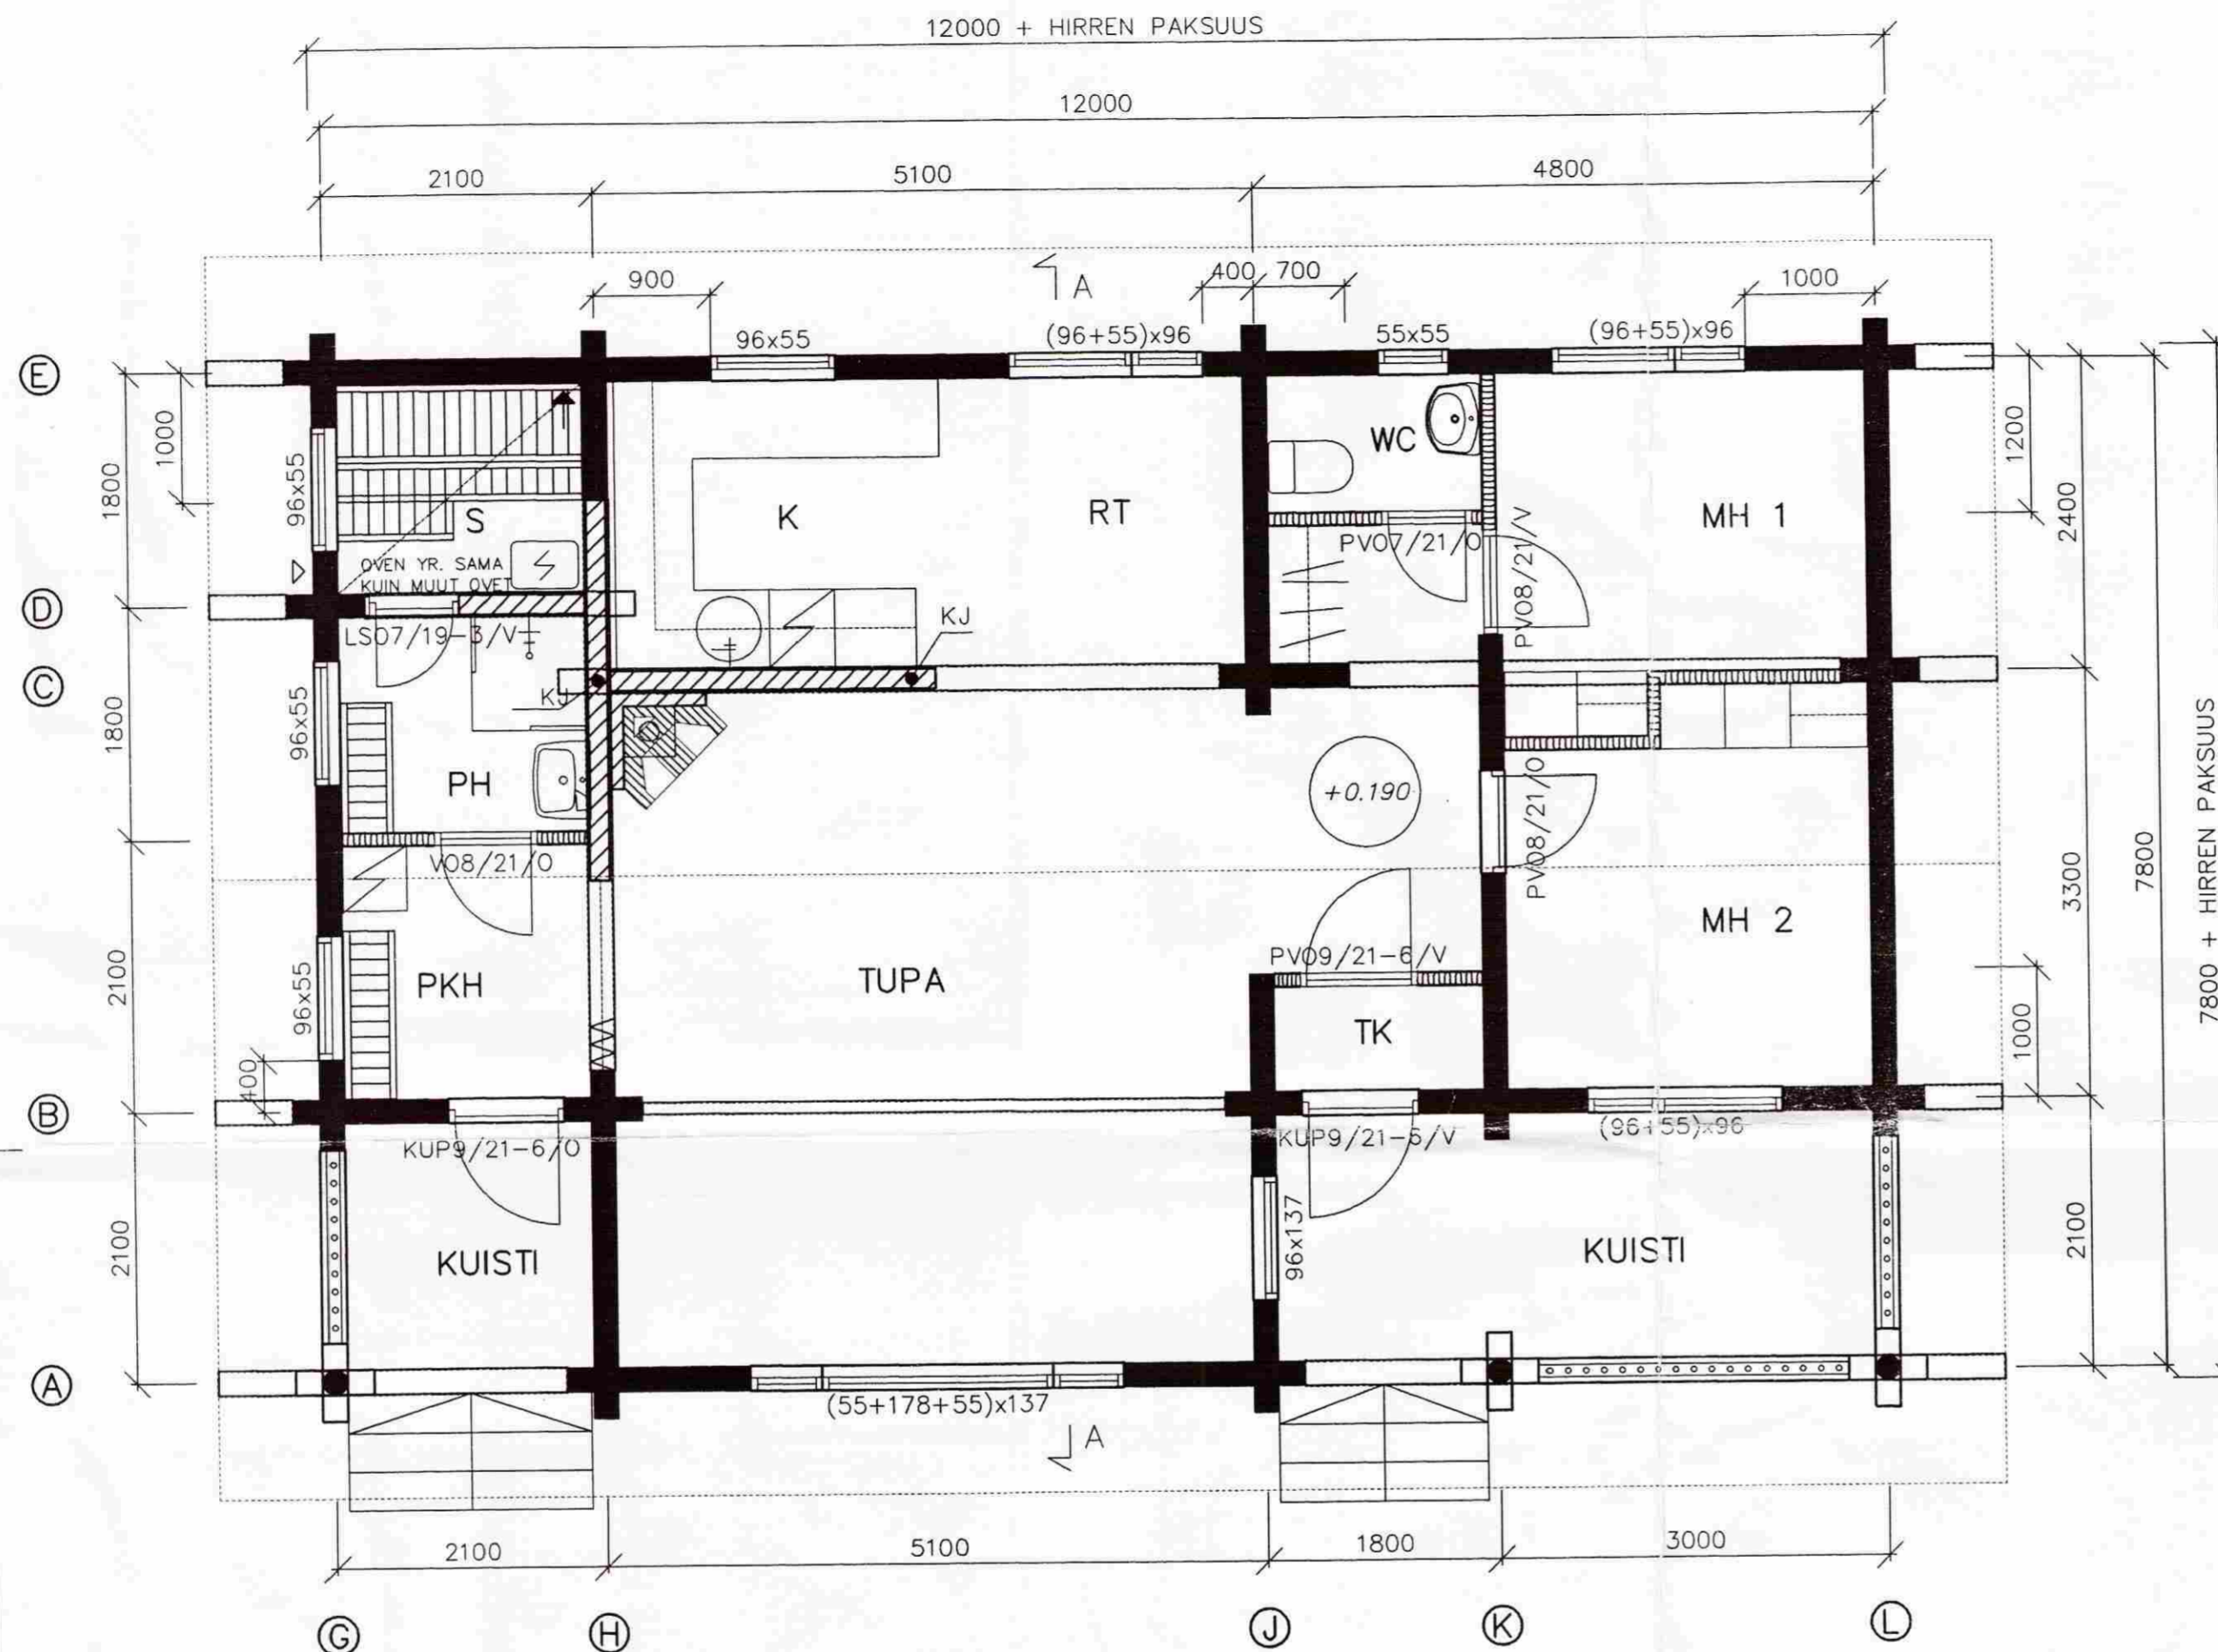 12000 + HIRREN PAKSUUS
12000
2100 5100 4800
900 A 400 700 1000
96x55 (96+55)x96 55x55 (96+55)x96
E
1000
1800
96x55
S
K
RT
WC
MH 1
1200
2400
OVEN YR. SAMA
KUIN MUUT OVET
PV07/21/O
PV08/21/V
D
LS07/19-3/V
KJ
C
KJ
96x55
1800
PH
+0.190
PV08/21/O
V08/21/O
7800
7800 + HIRREN PAKSUUS
3300
MH 2
2100
96x55
PKH
TUPA
PV09/21-6/V
TK
1000
400
B
KUP9/21-6/O
KUP9/21-6/V
(96+55)x96
2100
KUISTI
96x137
KUISTI
2100
A
(55+178+55)x137
A
2100 5100 1800 3000
G H J K L